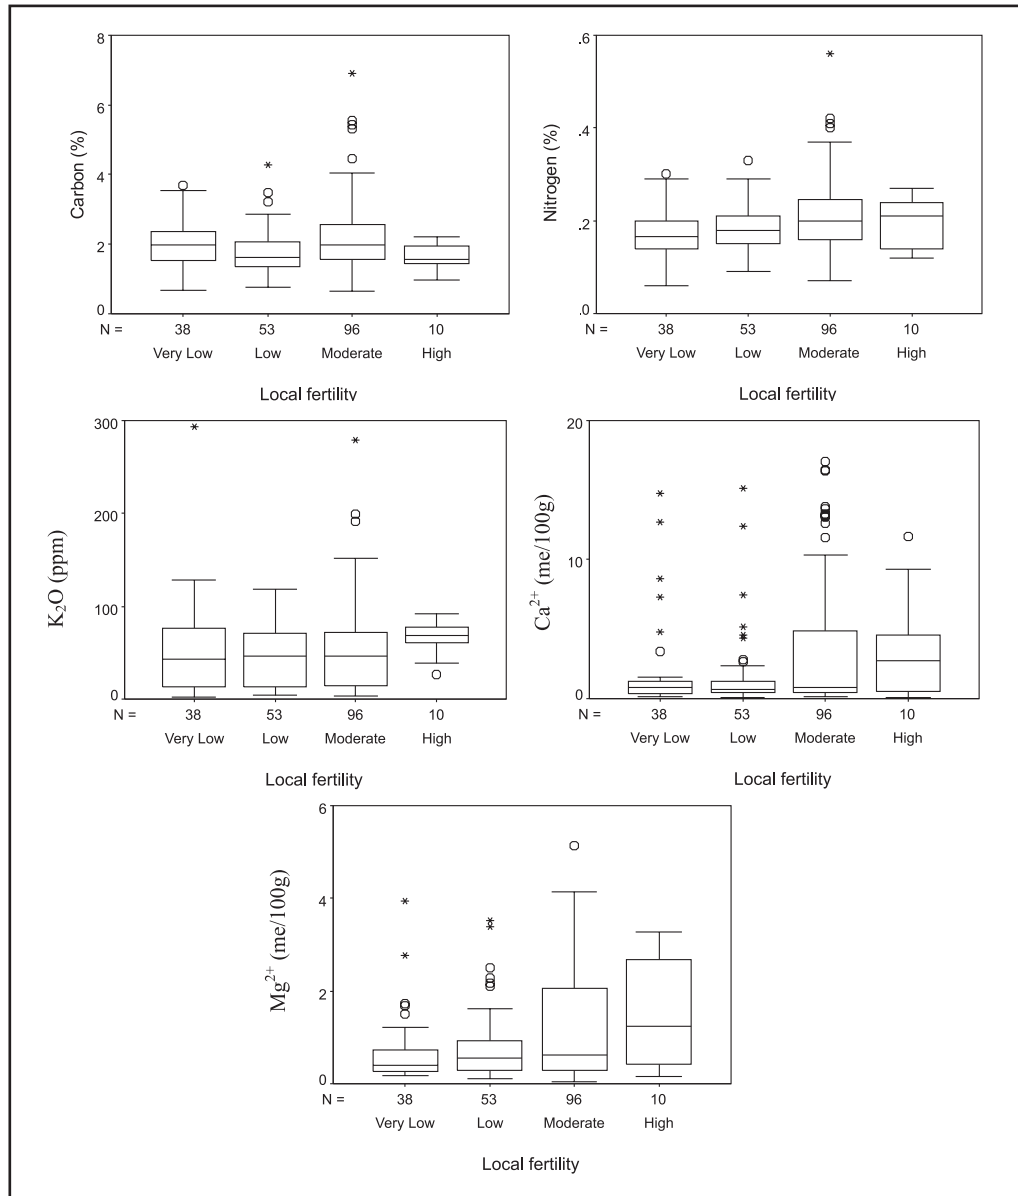 8
6
4
2
0
Carbon (%)
N =
38
53
96
10
Very Low
Low
Moderate
High
Local fertility
.6
.4
.2
.0
Nitrogen (%)
N =
38
53
96
10
Very Low
Low
Moderate
High
Local fertility
300
200
100
0
K₂O (ppm)
N =
38
53
96
10
Very Low
Low
Moderate
High
Local fertility
20
10
0
Ca²⁺ (me/100g)
N =
38
53
96
10
Very Low
Low
Moderate
High
Local fertility
6
4
2
0
Mg²⁺ (me/100g)
N =
38
53
96
10
Very Low
Low
Moderate
High
Local fertility